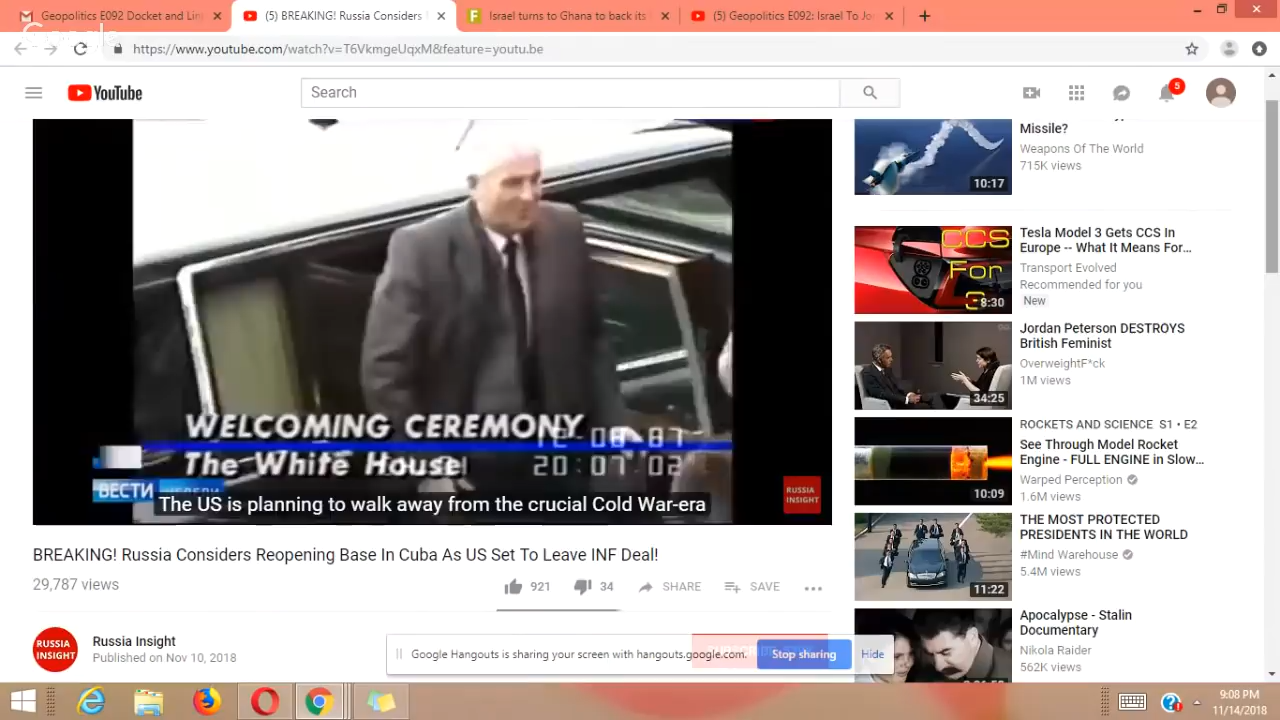 Geopolitics E092 Docket and Lin
(5) BREAKING! Russia Considers
Israel turns to Ghana to back its
(5) Geopolitics E092: Israel To Jo
https://www.youtube.com/watch?v=T6VkmgeUqxM&feature=youtu.be
YouTube
Search
5
WELCOMING CEREMONY
The White House
12-08-87
20:07:02
ВЕСТИ
The US is planning to walk away from the crucial Cold War-era
RUSSIA
INSIGHT
BREAKING! Russia Considers Reopening Base In Cuba As US Set To Leave INF Deal!
29,787 views
921
34
SHARE
SAVE
RUSSIA
INSIGHT
Russia Insight
Published on Nov 10, 2018
Google Hangouts is sharing your screen with hangouts.google.com.
Stop sharing
Hide
Missile?
Weapons Of The World
715K views
10:17
Tesla Model 3 Gets CCS In
Europe -- What It Means For...
Transport Evolved
Recommended for you
New
CCS
For
3
8:30
Jordan Peterson DESTROYS
British Feminist
OverweightF*ck
1M views
34:25
ROCKETS AND SCIENCE S1 • E2
See Through Model Rocket
Engine - FULL ENGINE in Slow...
Warped Perception
1.6M views
10:09
THE MOST PROTECTED
PRESIDENTS IN THE WORLD
#Mind Warehouse
5.4M views
11:22
Apocalypse - Stalin
Documentary
Nikola Raider
562K views
9:08 PM
11/14/2018